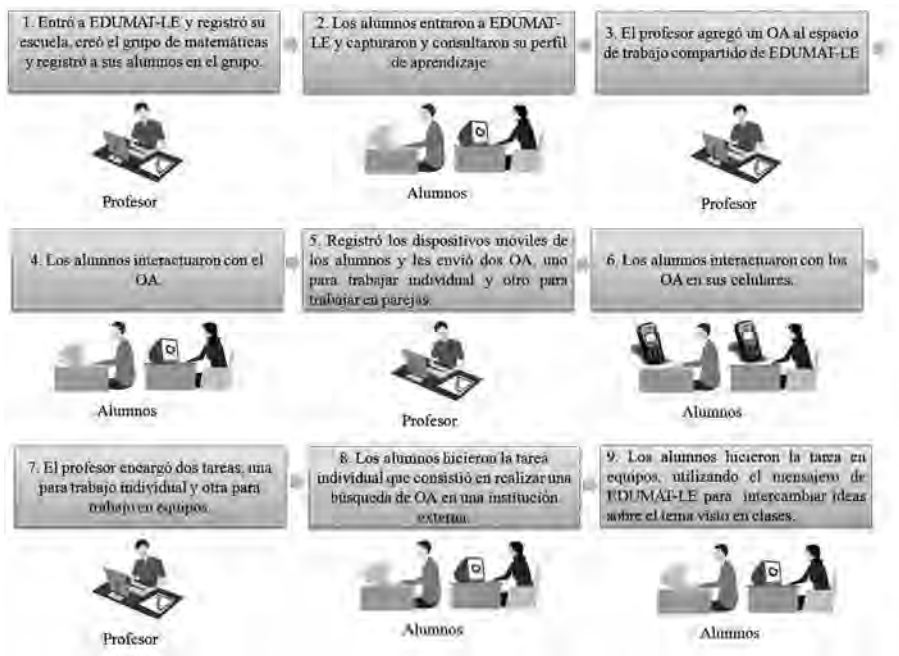 1. Entró a EDUMAT-LE y registró su
escuela, creó el grupo de matemáticas
y registró a sus alumnos en el grupo.
2. Los alumnos entraron a EDUMAT-
LE y capturaron y consultaron su perfil
de aprendizaje
3. El profesor agregó un OA al espacio
de trabajo compartido de EDUMAT-LE
Profesor
Alumnos
Profesor
4. Los alumnos interactuaron con el
OA.
5. Registró los dispositivos móviles de
los alumnos y les envió dos OA, uno
para trabajar individual y otro para
trabajar en parejas.
6. Los alumnos interactuaron con los
OA en sus celulares.
Alumnos
Profesor
Alumnos
7. El profesor encargó dos tareas, una
para trabajo individual y otra para
trabajo en equipos.
8. Los alumnos hicieron la tarea
individual que consistió en realizar una
búsqueda de OA en una institución
externa.
9. Los alumnos hicieron la tarea en
equipos, utilizando el mensajero de
EDUMAT-LE para intercambiar ideas
sobre el tema visto en clases.
Profesor
Alumnos
Alumnos